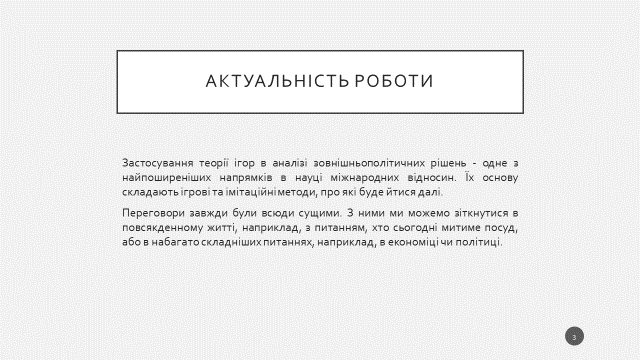 АКТУАЛЬНІСТЬ РОБОТИ
Застосування теорії ігор в аналізі зовнішньополітичних рішень - одне з
найпоширеніших напрямків в науці міжнародних відносин. Їх основу
складають ігрові та імітаційні методи, про які буде йтися далі.
Переговори завжди були всюди сущими. З ними ми можемо зіткнутися в
повсякденному житті, наприклад, з питанням, хто сьогодні митиме посуд,
або в набагато складніших питаннях, наприклад, в економіці чи політиці.
3